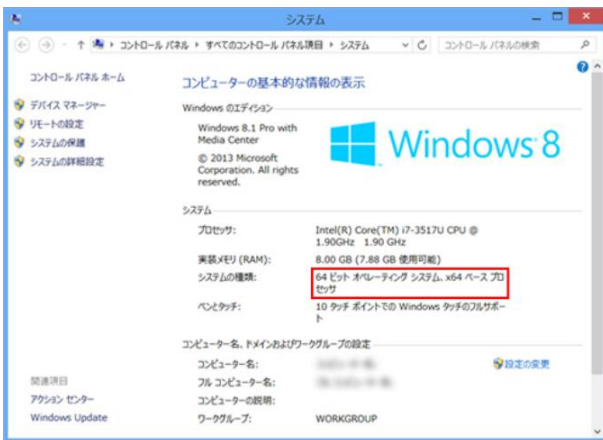 システム
コントロール パネル ▸ すべてのコントロール パネル項目 ▸ システム
コントロール パネルの検索
コントロール パネル ホーム
デバイス マネージャー
リモートの設定
システムの保護
システムの詳細設定
コンピューターの基本的な情報の表示
Windows のエディション
Windows 8.1 Pro with
Media Center
© 2013 Microsoft
Corporation. All rights
reserved.
Windows 8
システム
プロセッサ:
Intel(R) Core(TM) i7-3517U CPU @
1.90GHz 1.90 GHz
実装メモリ (RAM):
8.00 GB (7.88 GB 使用可能)
システムの種類:
64 ビット オペレーティング システム、x64 ベース プロ
セッサ
ペンとタッチ:
10 タッチ ポイントでの Windows タッチのフルサポー
ト
コンピューター名、ドメインおよびワークグループの設定
コンピューター名:
設定の変更
フル コンピューター名:
コンピューターの説明:
ワークグループ:
WORKGROUP
関連項目
アクション センター
Windows Update